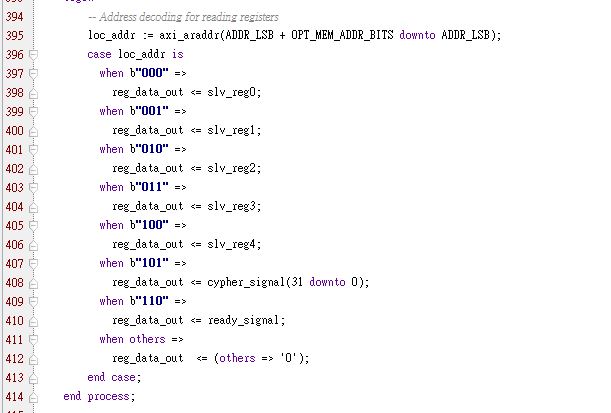 394 -- Address decoding for reading registers
395 loc_addr := axi_araddr(ADDR_LSB + OPT_MEM_ADDR_BITS downto ADDR_LSB);
396 case loc_addr is
397 when b"000" =>
398 reg_data_out <= slv_reg0;
399 when b"001" =>
400 reg_data_out <= slv_reg1;
401 when b"010" =>
402 reg_data_out <= slv_reg2;
403 when b"011" =>
404 reg_data_out <= slv_reg3;
405 when b"100" =>
406 reg_data_out <= slv_reg4;
407 when b"101" =>
408 reg_data_out <= cypher_signal(31 downto 0);
409 when b"110" =>
410 reg_data_out <= ready_signal;
411 when others =>
412 reg_data_out  <= (others => '0');
413 end case;
414 end process;